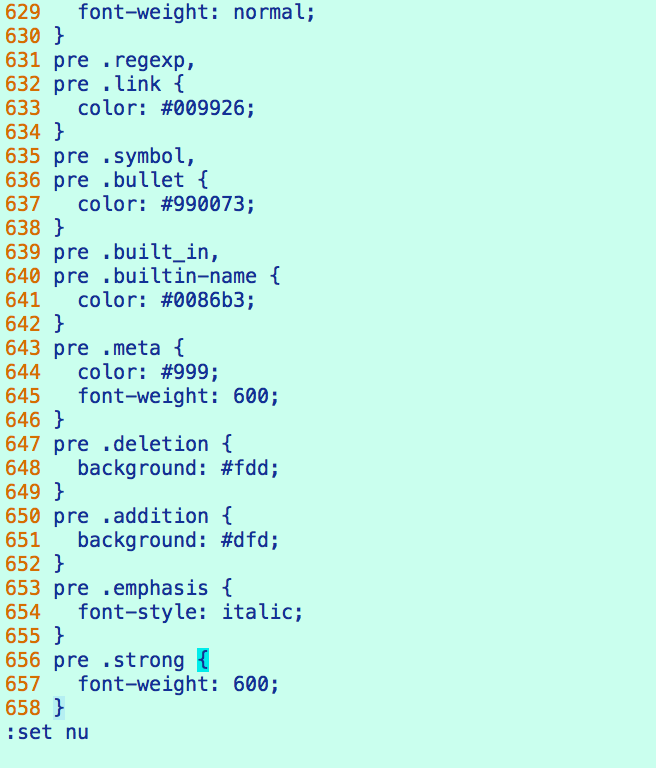 629   font-weight: normal;
630 }
631 pre .regexp,
632 pre .link {
633   color: #009926;
634 }
635 pre .symbol,
636 pre .bullet {
637   color: #990073;
638 }
639 pre .built_in,
640 pre .builtin-name {
641   color: #0086b3;
642 }
643 pre .meta {
644   color: #999;
645   font-weight: 600;
646 }
647 pre .deletion {
648   background: #fdd;
649 }
650 pre .addition {
651   background: #dfd;
652 }
653 pre .emphasis {
654   font-style: italic;
655 }
656 pre .strong {
657   font-weight: 600;
658 }
:set nu